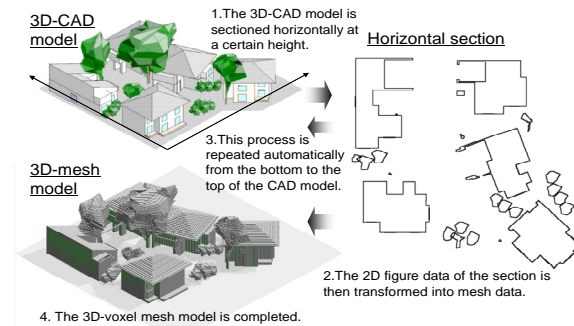 3D-CAD
model
1.The 3D-CAD model is
sectioned horizontally at
a certain height.
Horizontal section
3.This process is
repeated automatically
from the bottom to the
top of the CAD model.
3D-mesh
model
2.The 2D figure data of the section is
then transformed into mesh data.
4. The 3D-voxel mesh model is completed.